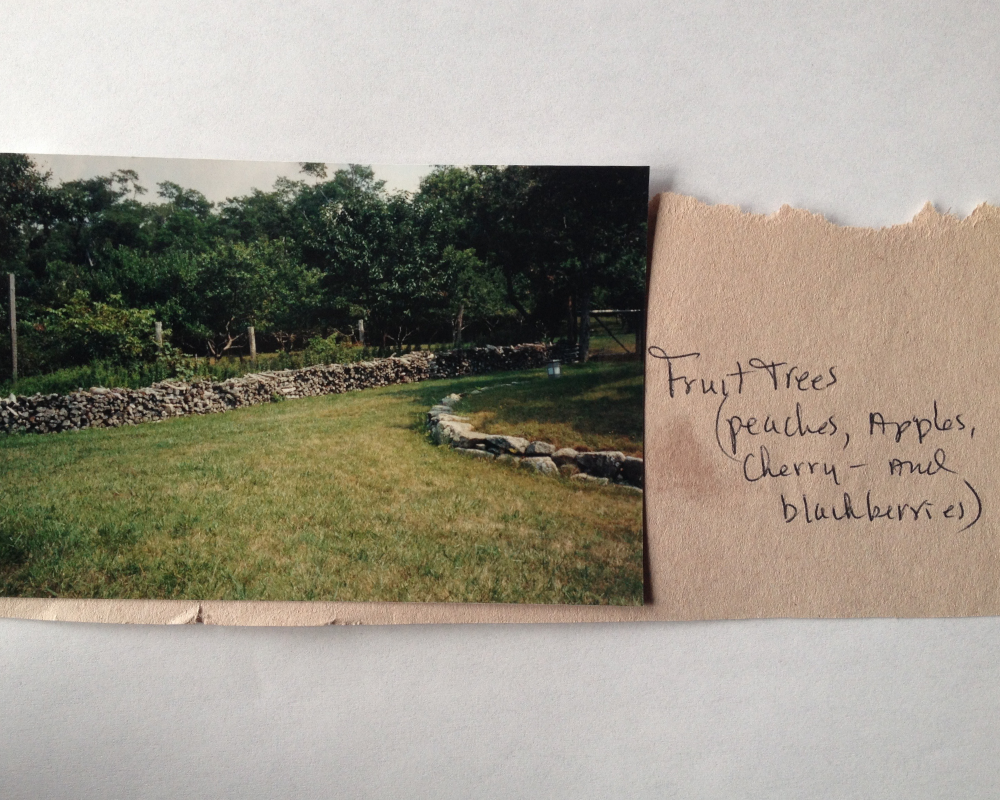 Fruit Trees
(peaches, Apples,
Cherry - and
blackberries)